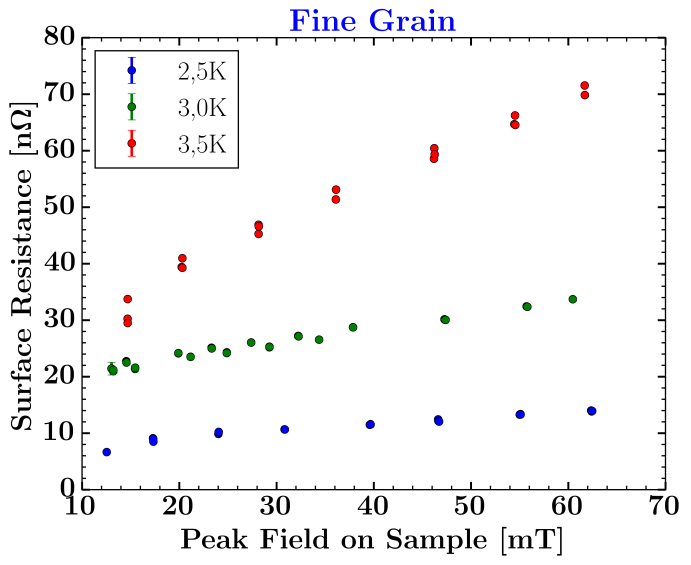 Fine Grain
Surface Resistance [nΩ]
80
70
60
50
40
30
20
10
0
2,5K
3,0K
3,5K
10 20 30 40 50 60 70
Peak Field on Sample [mT]